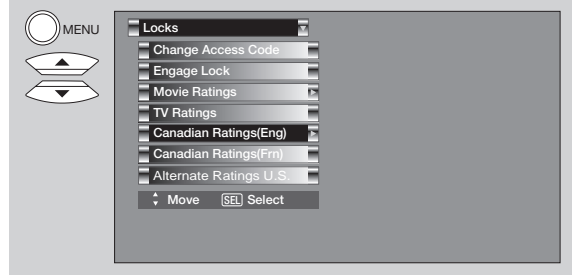 MENU
Locks
Change Access Code
Engage Lock
Movie Ratings
TV Ratings
Canadian Ratings(Eng)
Canadian Ratings(Frn)
Alternate Ratings U.S.
Move SEL Select